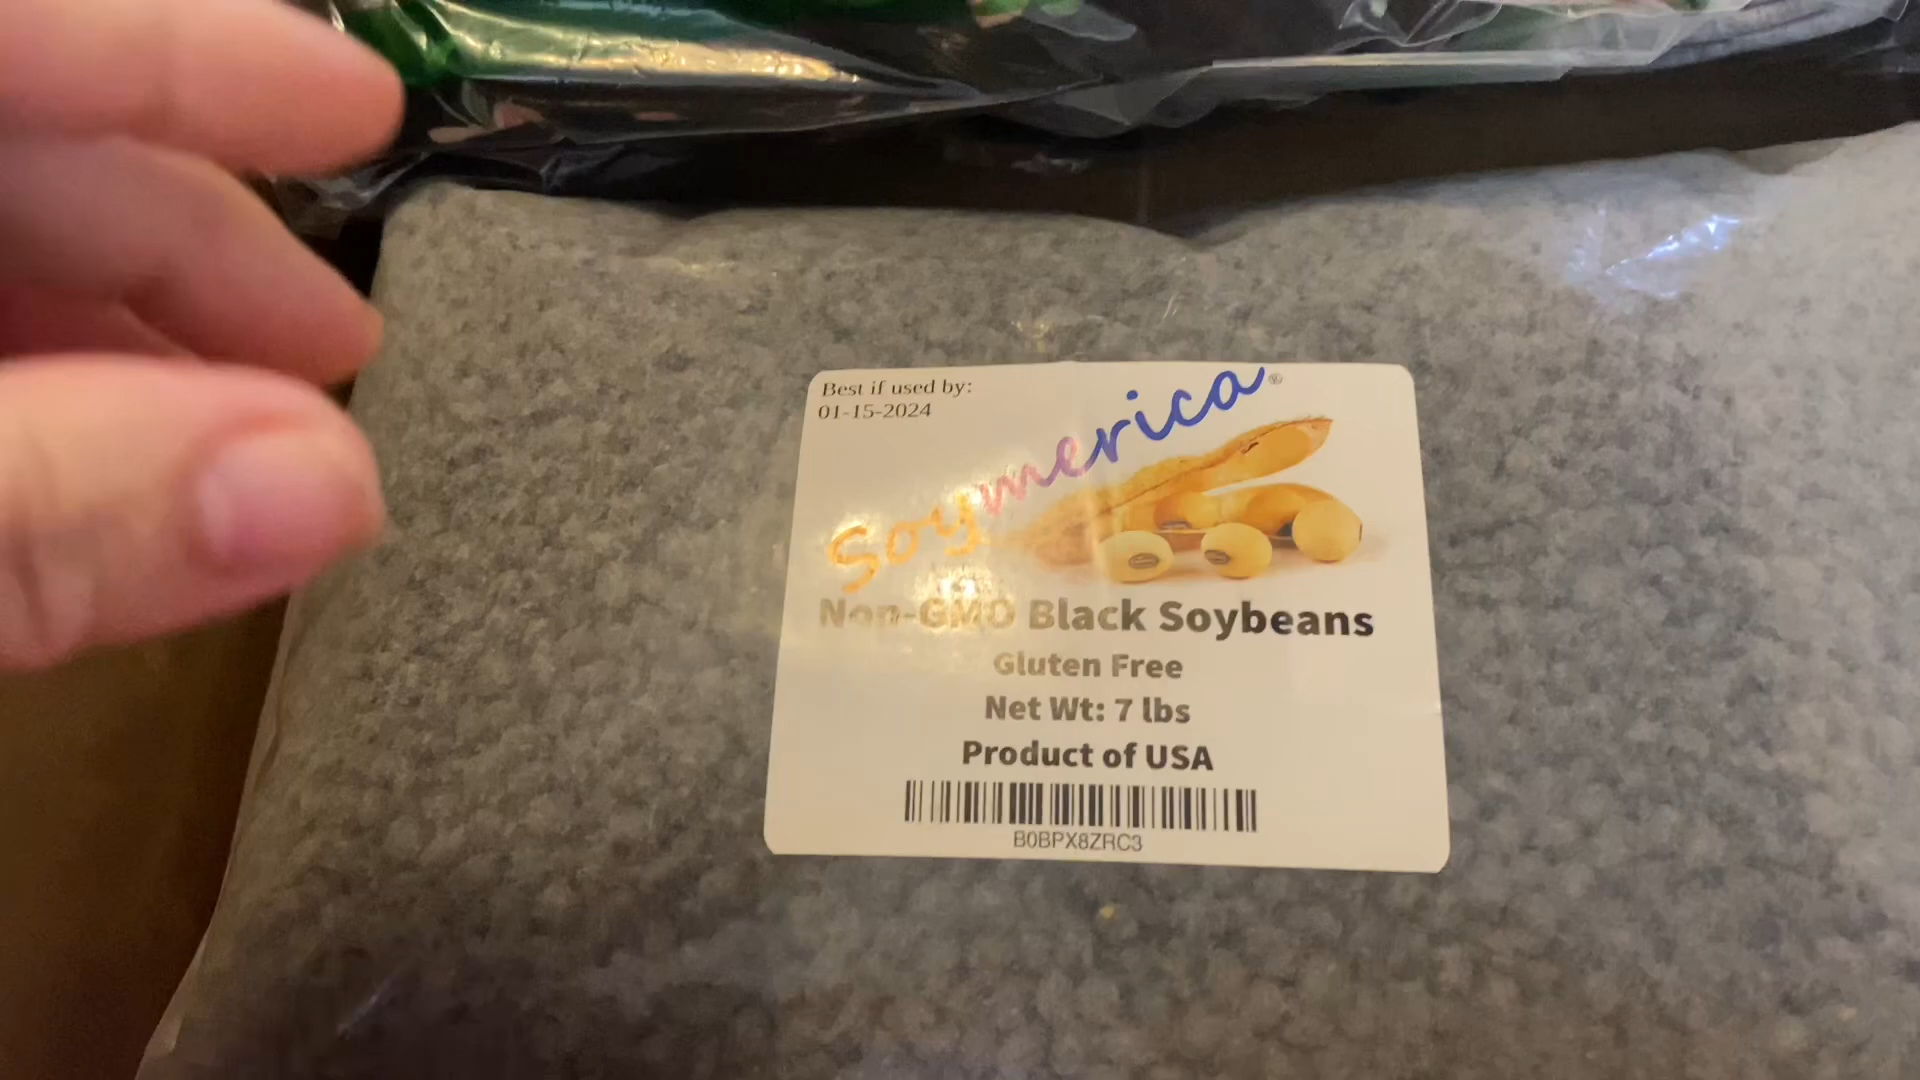 Best if used by:
01-15-2024
Soymerica®
Non-GMO Black Soybeans
Gluten Free
Net Wt: 7 lbs
Product of USA
B0BPX8ZRC3